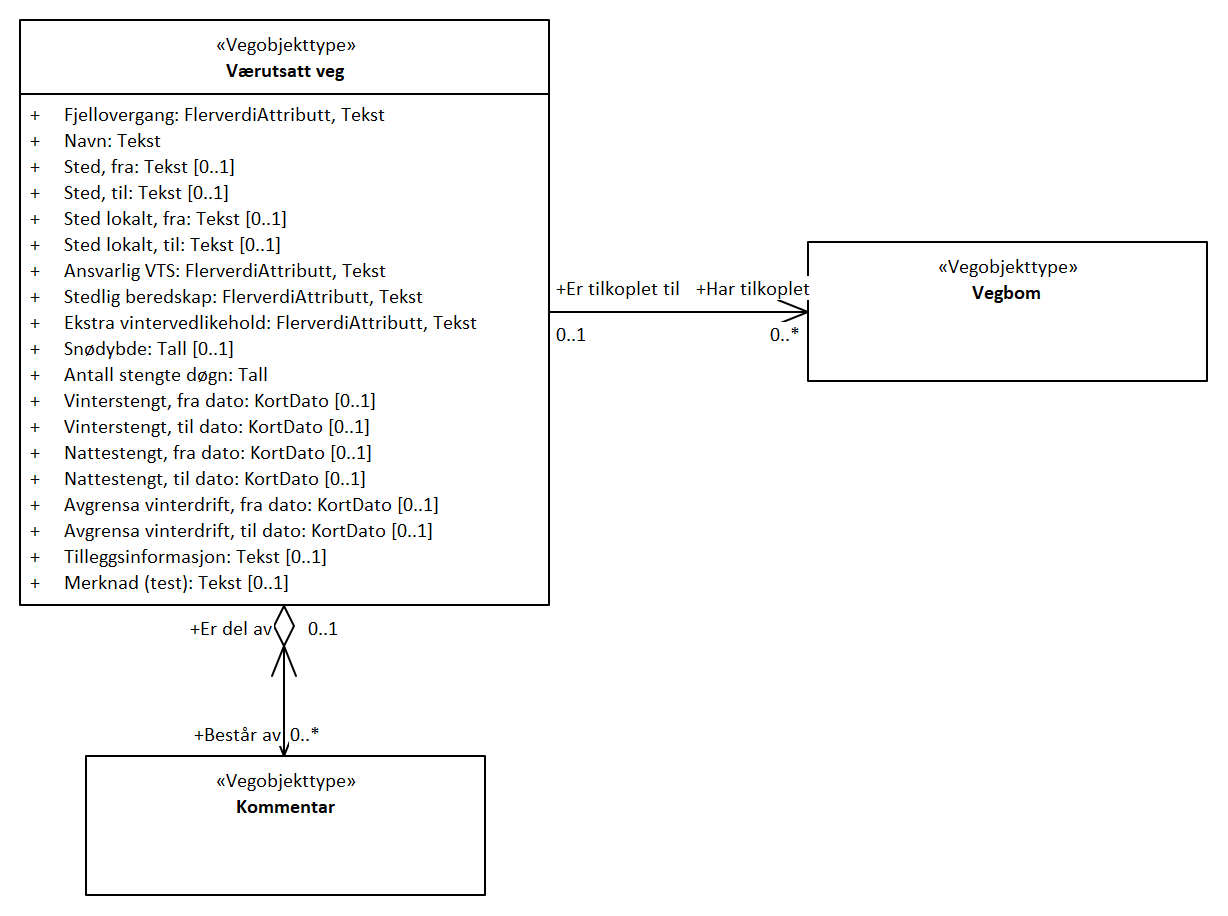 «Vegobjekttype»
Værutsatt veg
+ Fjellovergang: FlerverdiAttributt, Tekst
+ Navn: Tekst
+ Sted, fra: Tekst [0..1]
+ Sted, til: Tekst [0..1]
+ Sted lokalt, fra: Tekst [0..1]
+ Sted lokalt, til: Tekst [0..1]
+ Ansvarlig VTS: FlerverdiAttributt, Tekst
+ Stedlig beredskap: FlerverdiAttributt, Tekst
+ Ekstra vintervedlikehold: FlerverdiAttributt, Tekst
+ Snødybde: Tall [0..1]
+ Antall stengte døgn: Tall
+ Vinterstengt, fra dato: KortDato [0..1]
+ Vinterstengt, til dato: KortDato [0..1]
+ Nattestengt, fra dato: KortDato [0..1]
+ Nattestengt, til dato: KortDato [0..1]
+ Avgrensa vinterdrift, fra dato: KortDato [0..1]
+ Avgrensa vinterdrift, til dato: KortDato [0..1]
+ Tilleggsinformasjon: Tekst [0..1]
+ Merknad (test): Tekst [0..1]
+Er tilkoplet til +Har tilkoplet
0..1 0..*
«Vegobjekttype»
Vegbom
+Er del av 0..1
+Består av 0..*
«Vegobjekttype»
Kommentar